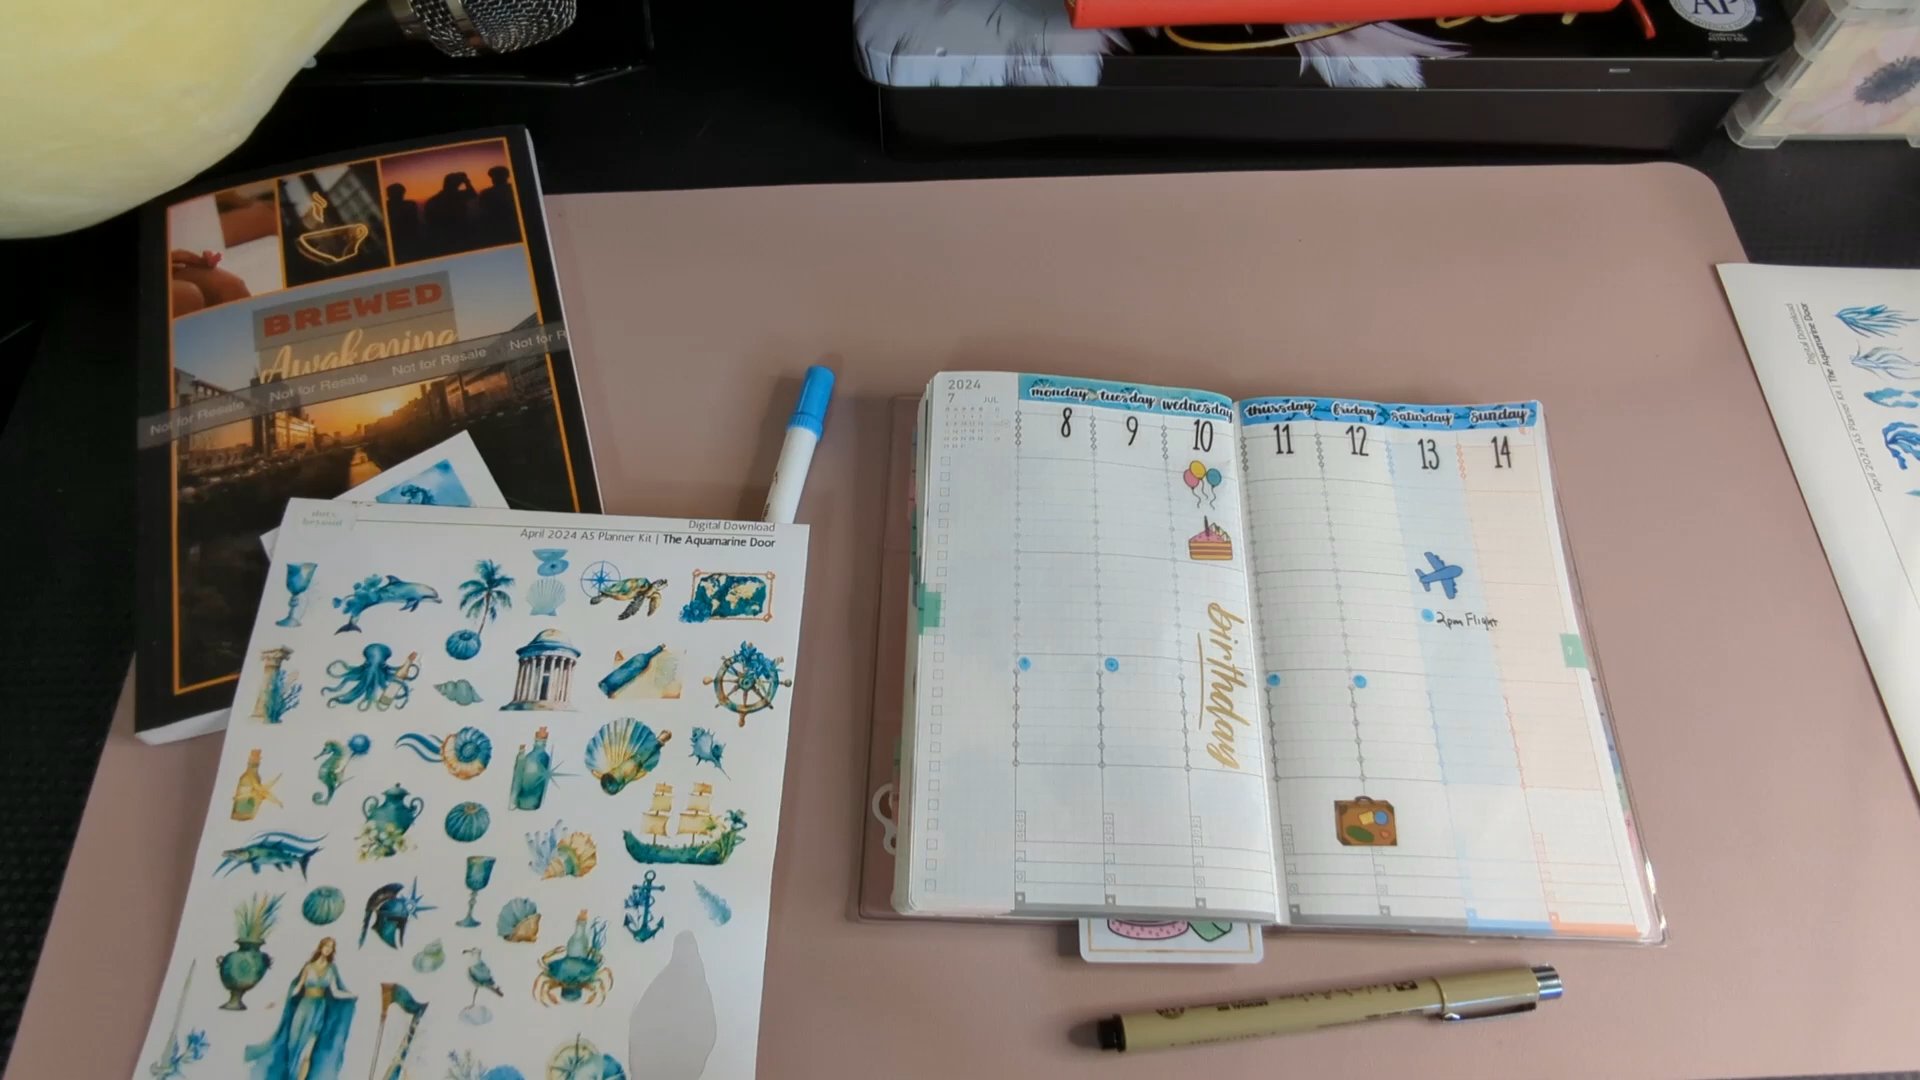 AP
BREWED
Awakening
Not for Resale Not for Resale Not for Resale Not for R
Digital Download
April 2024 A5 Planner Kit | The Aquamarine Door
2024
7 JUL
monday tuesday wednesday thursday friday saturday sunday
8 9 10 11 12 13 14
2pm Flight
birthday
Digital Download
April 2024 A5 Planner Kit | The Aquamarine Door